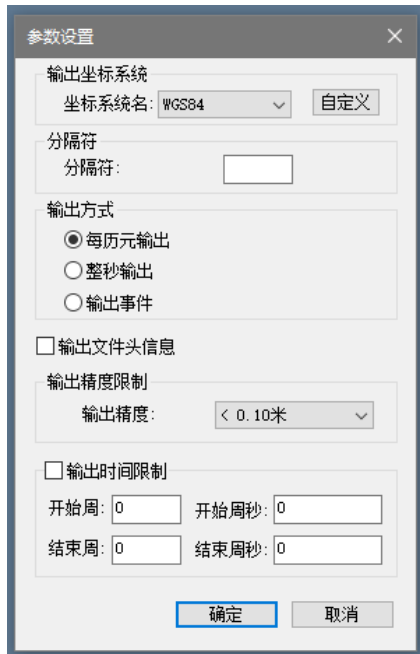 参数设置
输出坐标系统
坐标系统名: WGS84 自定义
分隔符
分隔符:
输出方式
每历元输出
整秒输出
输出事件
输出文件头信息
输出精度限制
输出精度: < 0.10米
输出时间限制
开始周: 0 开始周秒: 0
结束周: 0 结束周秒: 0
确定 取消